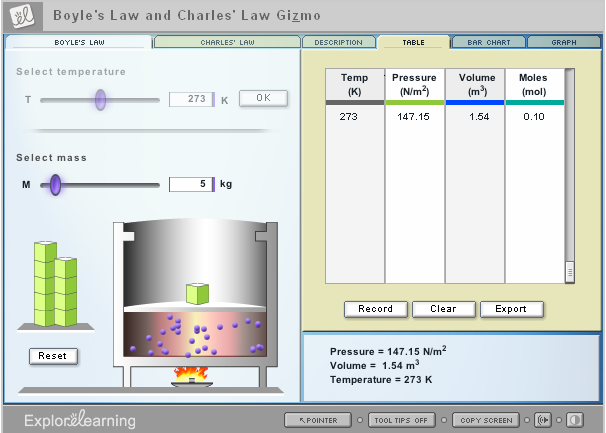 el
Boyle's Law and Charles' Law Gizmo
BOYLE'S LAW
CHARLES' LAW
DESCRIPTION
TABLE
BAR CHART
GRAPH
Select temperature
T 273 K OK
Select mass
M 5 kg
Reset
Temp Pressure Volume Moles
(K) (N/m²) (m³) (mol)
273 147.15 1.54 0.10
Record
Clear
Export
Pressure = 147.15 N/m²
Volume = 1.54 m³
Temperature = 273 K
ExploreLearning
POINTER
TOOL TIPS OFF
COPY SCREEN